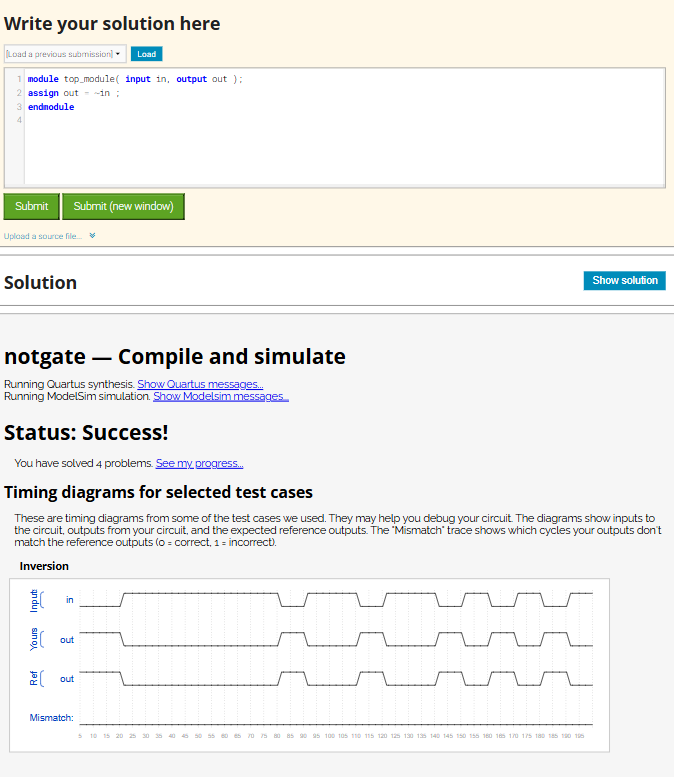 Write your solution here
[Load a previous submission] Load
1 module top_module( input in, output out );
2 assign out = ~in ;
3 endmodule
4
Submit Submit (new window)
Upload a source file...
Solution Show solution
notgate — Compile and simulate
Running Quartus synthesis. Show Quartus messages...
Running ModelSim simulation. Show Modelsim messages...
Status: Success!
You have solved 4 problems. See my progress...
Timing diagrams for selected test cases
These are timing diagrams from some of the test cases we used. They may help you debug your circuit. The diagrams show inputs to
the circuit, outputs from your circuit, and the expected reference outputs. The "Mismatch" trace shows which cycles your outputs don't
match the reference outputs (0 = correct, 1 = incorrect).
Inversion
Inputs in
Yours out
Ref out
Mismatch:
5 10 15 20 25 30 35 40 45 50 55 60 65 70 75 80 85 90 95 100 105 110 115 120 125 130 135 140 145 150 155 160 165 170 175 180 185 190 195